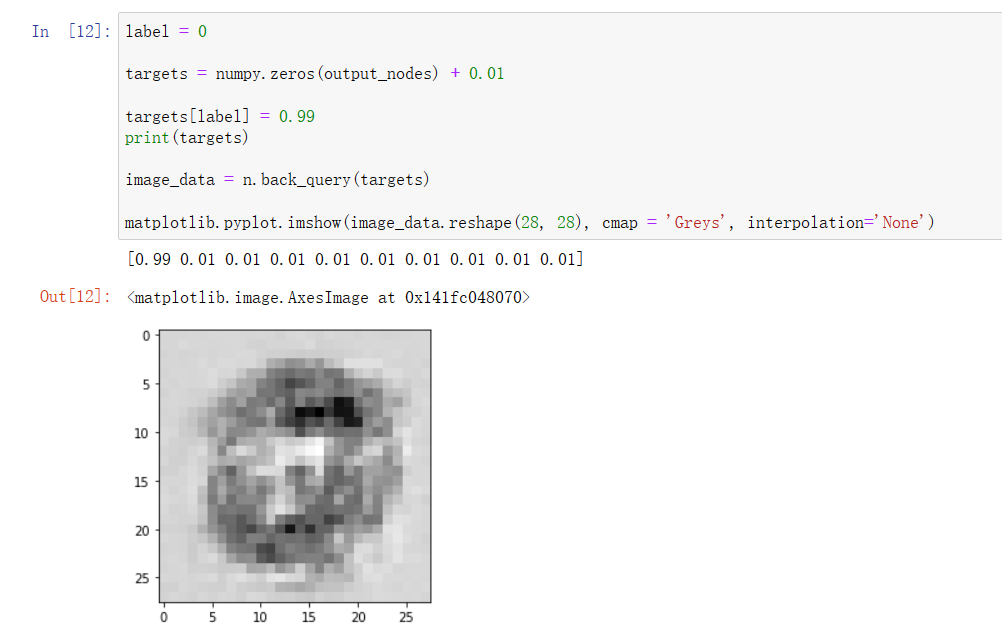 In [12]: label = 0
targets = numpy.zeros(output_nodes) + 0.01
targets[label] = 0.99
print(targets)
image_data = n.back_query(targets)
matplotlib.pyplot.imshow(image_data.reshape(28, 28), cmap = 'Greys', interpolation='None')
[0.99 0.01 0.01 0.01 0.01 0.01 0.01 0.01 0.01 0.01]
Out[12]: <matplotlib.image.AxesImage at 0x141fc048070>
0
5
10
15
20
25
0 5 10 15 20 25